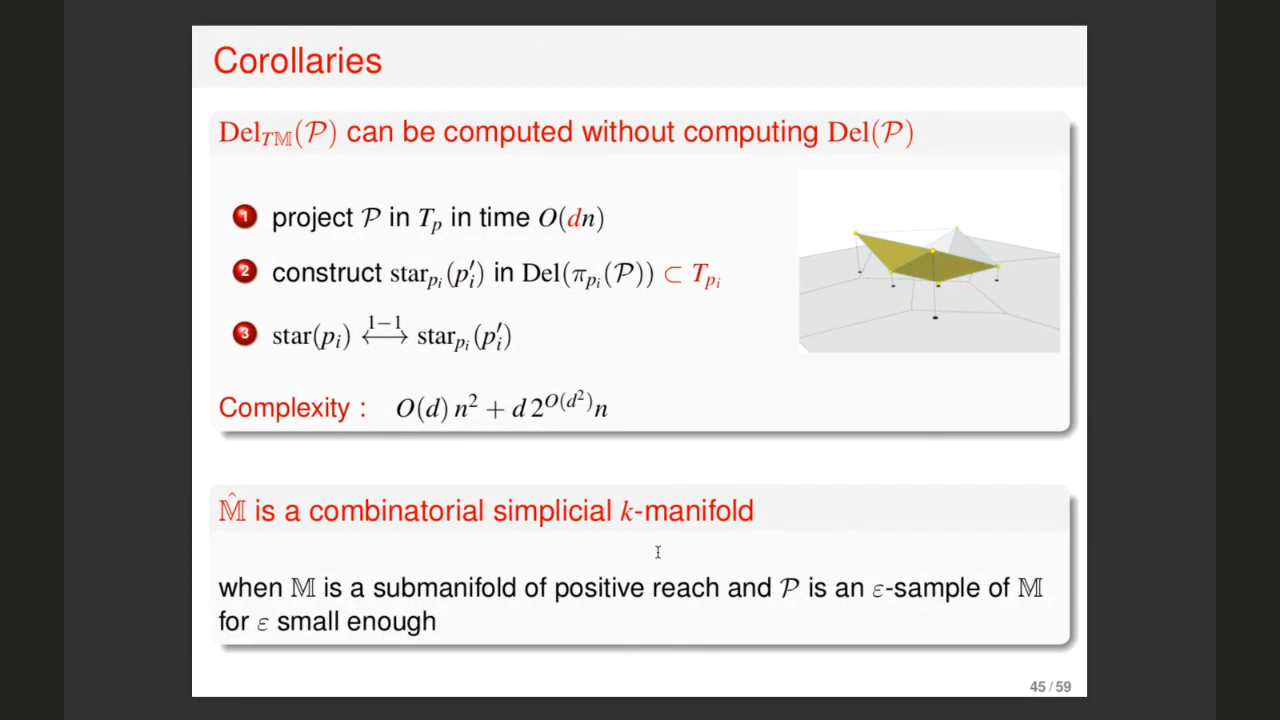 Corollaries
Del_{T𝕄}(𝒫) can be computed without computing Del(𝒫)
1 project 𝒫 in T_p in time O(dn)
2 construct star_{p_i}(p′_i) in Del(π_{p_i}(𝒫)) ⊂ T_{p_i}
3 star(p_i) ⟷^{1−1} star_{p_i}(p′_i)
Complexity : O(d) n^2 + d 2^{O(d^2)} n
𝕄̂ is a combinatorial simplicial k-manifold
when 𝕄 is a submanifold of positive reach and 𝒫 is an ε-sample of 𝕄
for ε small enough
45 / 59